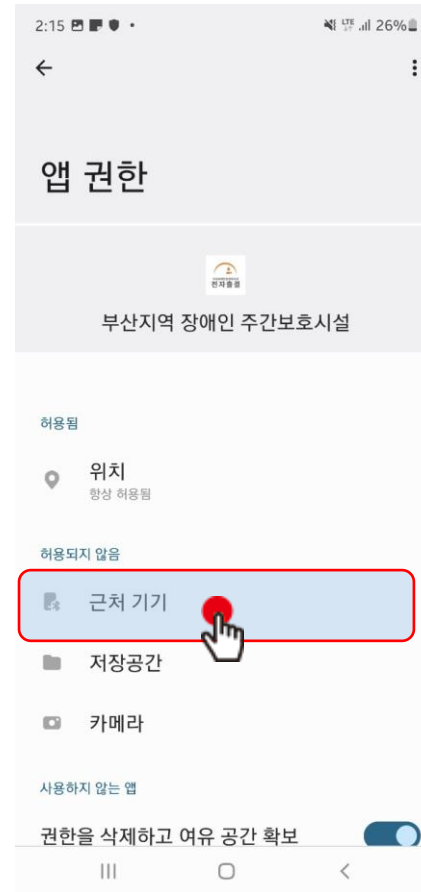 2:15
LTE 26%
앱 권한
전자출결
부산지역 장애인 주간보호시설
허용됨
위치
항상 허용됨
허용되지 않음
근처 기기
저장공간
카메라
사용하지 않는 앱
권한을 삭제하고 여유 공간 확보